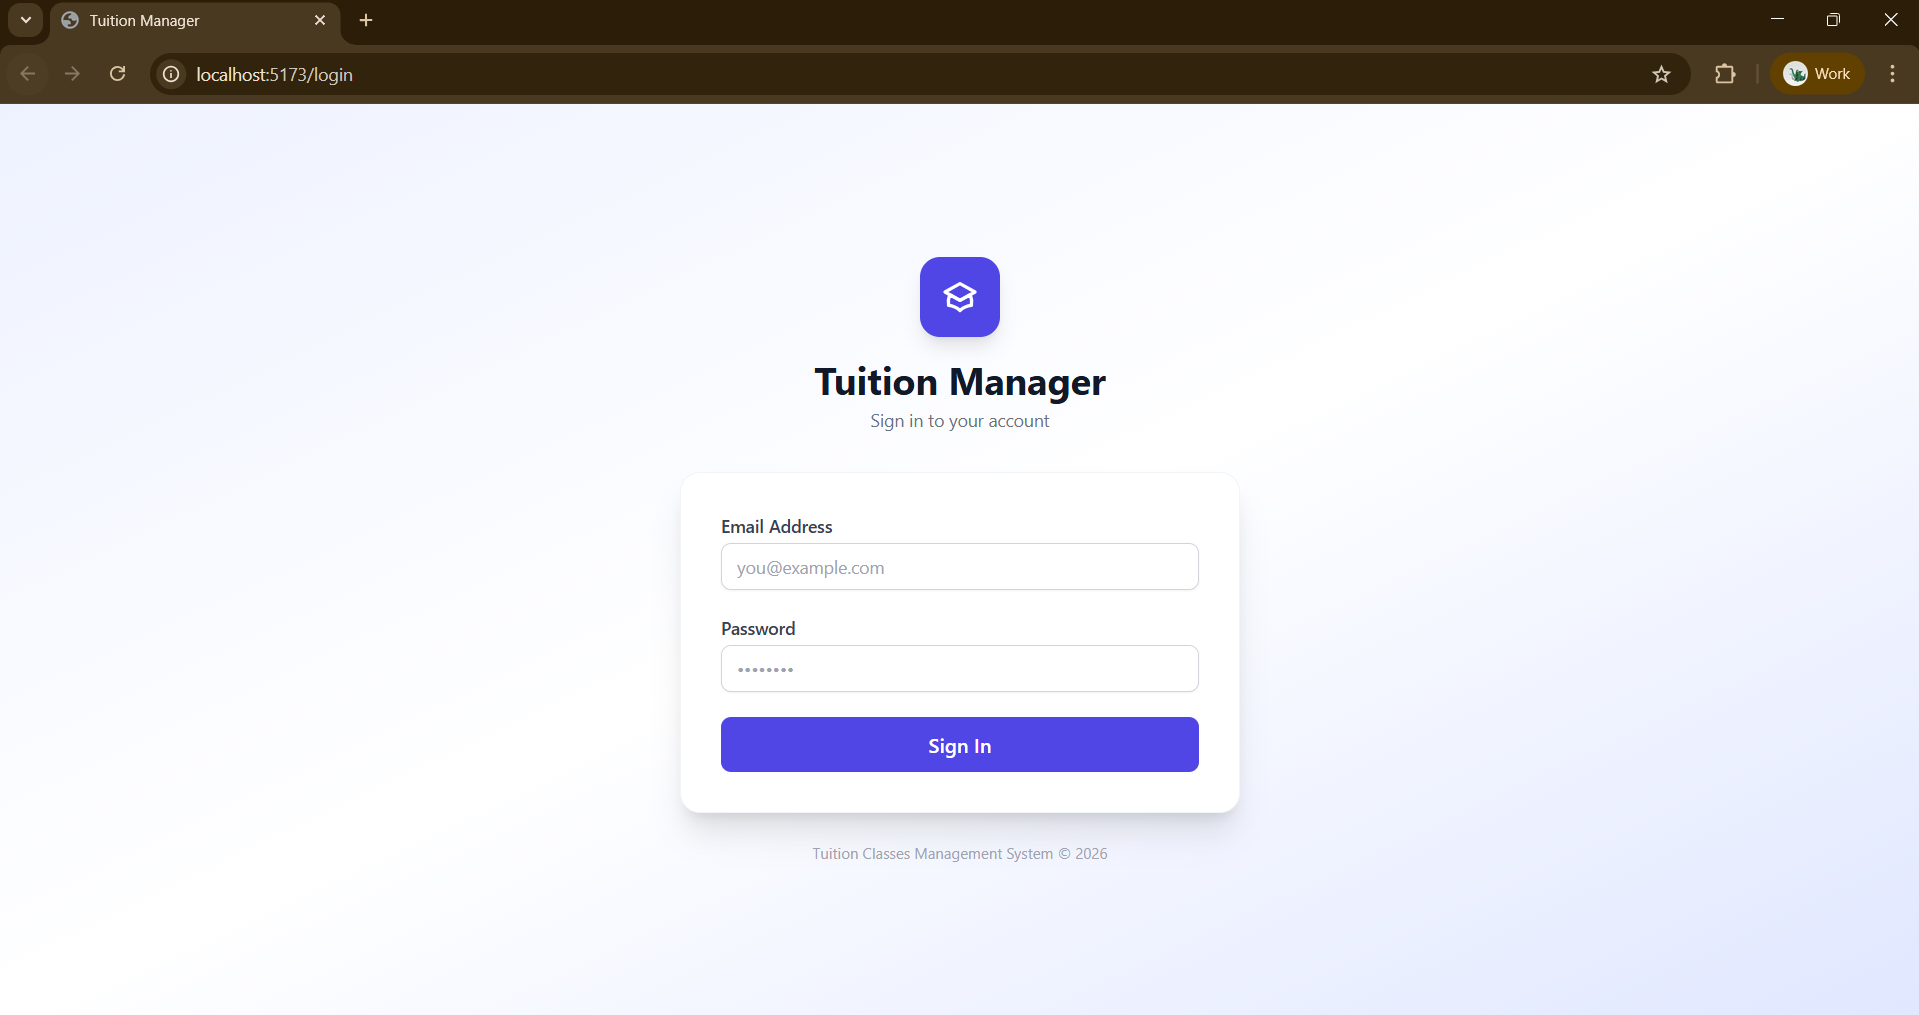 Tuition Manager
localhost:5173/login
Work
Tuition Manager
Sign in to your account
Email Address
you@example.com
Password
••••••••
Sign In
Tuition Classes Management System © 2026